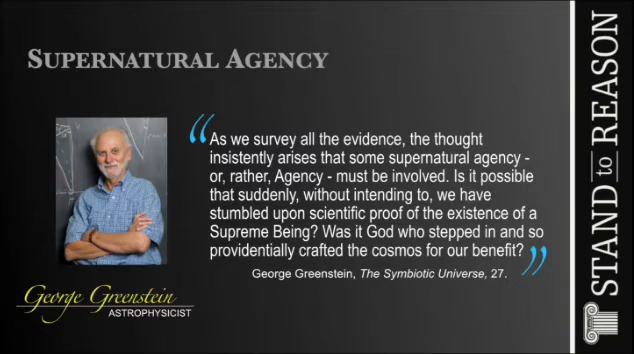 SUPERNATURAL AGENCY
“As we survey all the evidence, the thought
insistently arises that some supernatural agency -
or, rather, Agency - must be involved. Is it possible
that suddenly, without intending to, we have
stumbled upon scientific proof of the existence of a
Supreme Being? Was it God who stepped in and so
providentially crafted the cosmos for our benefit?”
George Greenstein, The Symbiotic Universe, 27.
George Greenstein
ASTROPHYSICIST
STAND to REASON